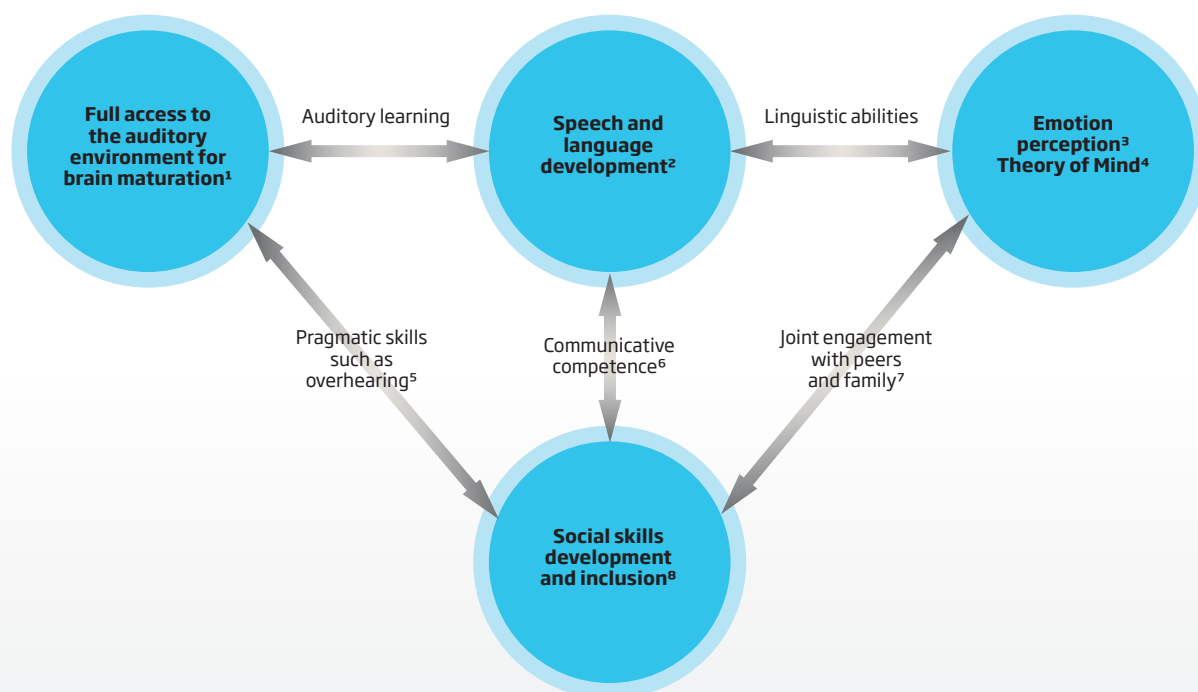 Full access to
the auditory
environment for
brain maturation¹
Auditory learning
Speech and
language
development²
Linguistic abilities
Emotion
perception³
Theory of Mind⁴
Pragmatic skills
such as
overhearing⁵
Communicative
competence⁶
Joint engagement
with peers
and family⁷
Social skills
development
and inclusion⁸